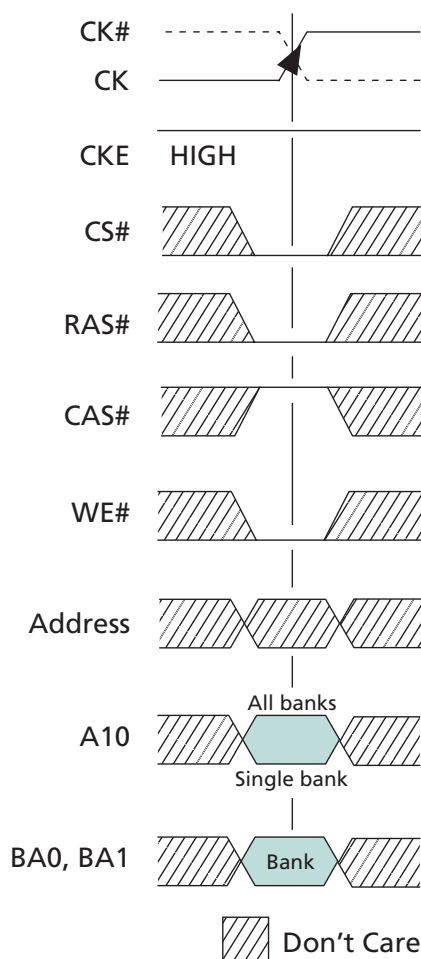 CK#
CK
CKE HIGH
CS#
RAS#
CAS#
WE#
Address
All banks
A10
Single bank
BA0, BA1 Bank
Don't Care